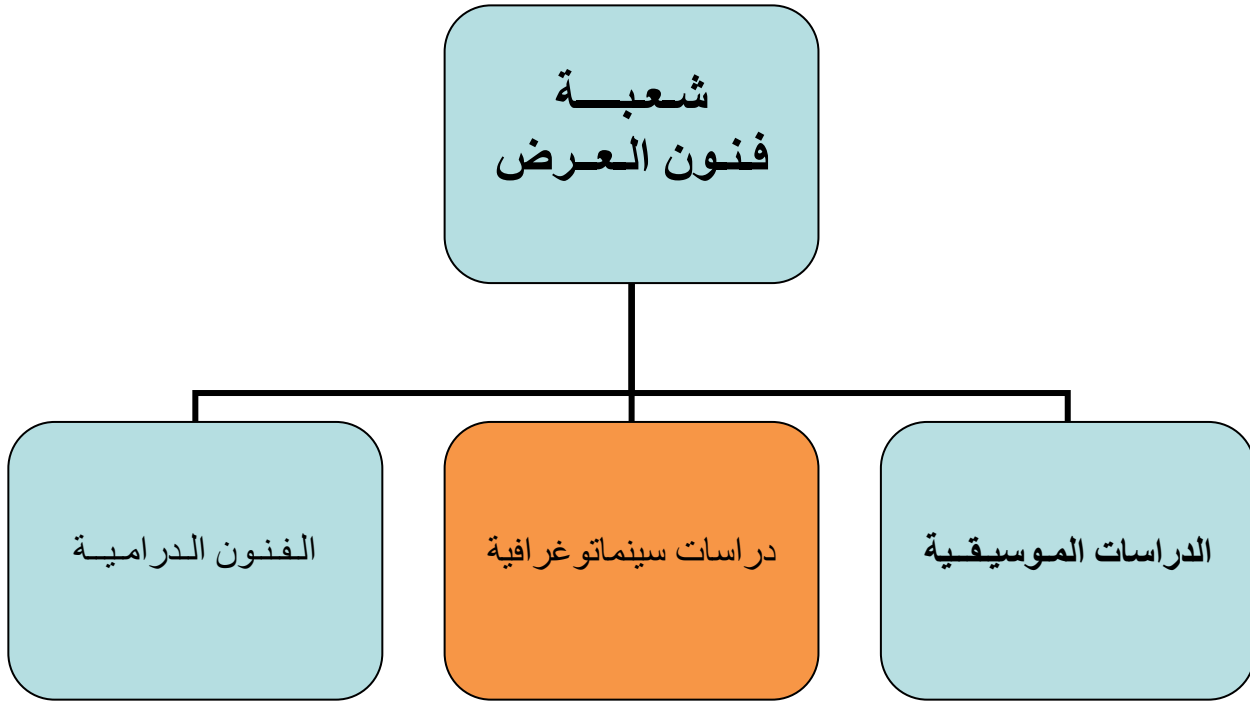 شعبة
فنون العرض
الدراسات الموسيقية
دراسات سينماتوغرافية
الفنون الدرامية